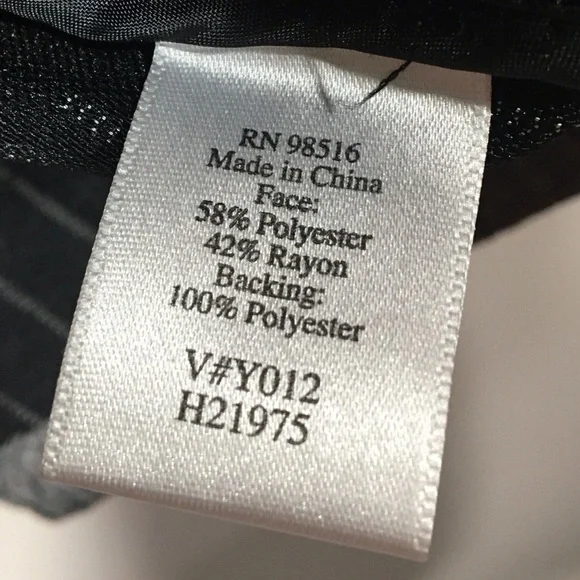 RN 98516
Made in China
Face:
58% Polyester
42% Rayon
Backing:
100% Polyester
V#Y012
H21975